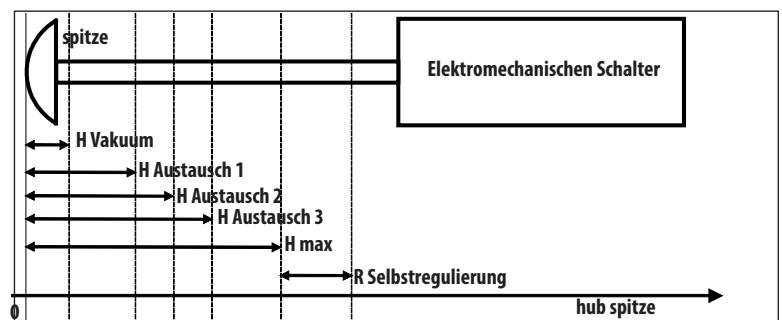 spitze
Elektromechanischen Schalter
H Vakuum
H Austausch 1
H Austausch 2
H Austausch 3
H max
R Selbstregulierung
0
hub spitze